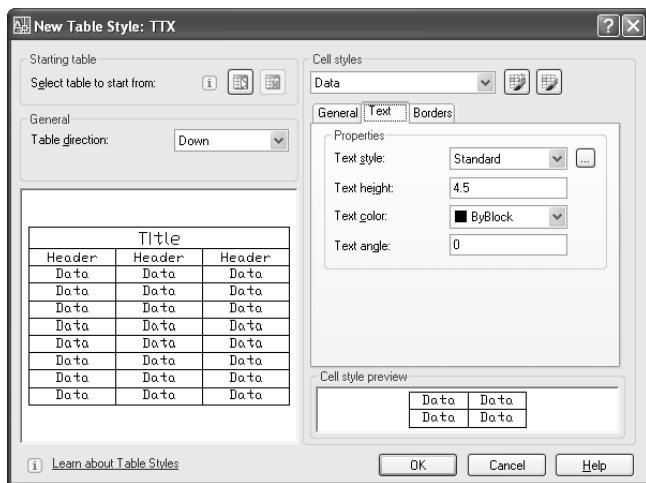 New Table Style: TTX
Starting table
Select table to start from:
General
Table direction: Down
Title
Header Header Header
Data Data Data
Data Data Data
Data Data Data
Data Data Data
Data Data Data
Data Data Data
Data Data Data
Data Data Data
Learn about Table Styles
Cell styles
Data
General Text Borders
Properties
Text style: Standard ...
Text height: 4.5
Text color: ByBlock
Text angle: 0
Cell style preview
Data Data
Data Data
OK Cancel Help